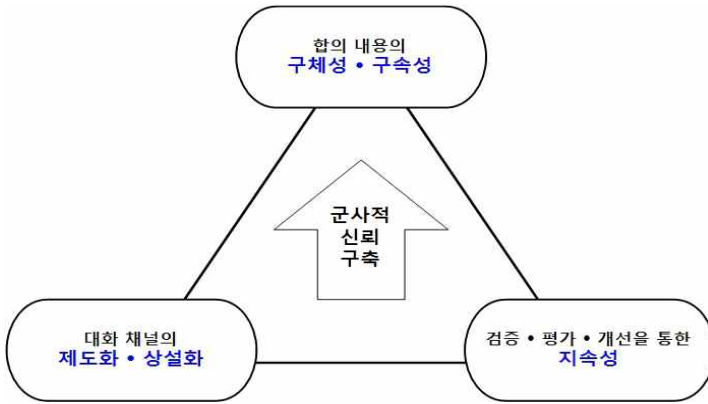 합의 내용의
구체성 • 구속성
군사적
신뢰
구축
대화 채널의
제도화 • 상설화
검증 • 평가 • 개선을 통한
지속성